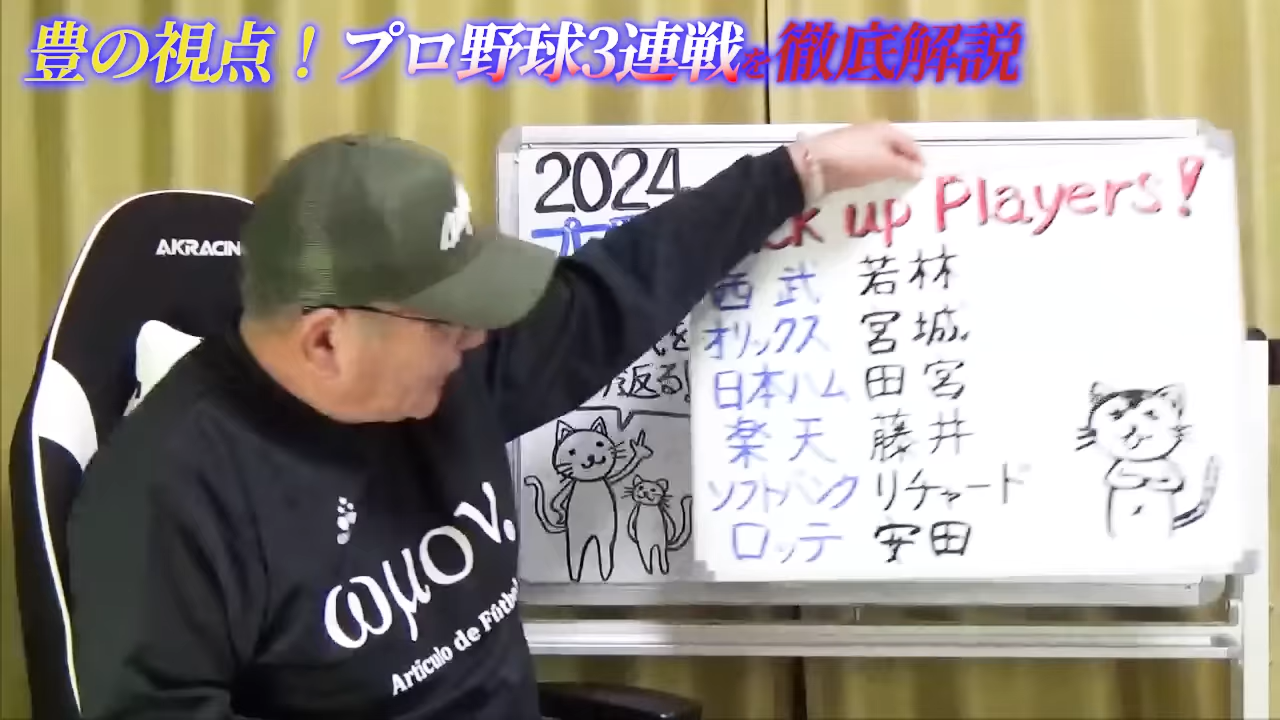 豊の視点！プロ野球3連戦を徹底解説
AKRACIN
2024
返る!
Pick up Players!
西武 若林
オリックス 宮城
日本ハム 田宮
楽天 藤井
ソフトバンク リチャード
ロッテ 安田
ωμον.
Artículo de Fútbol